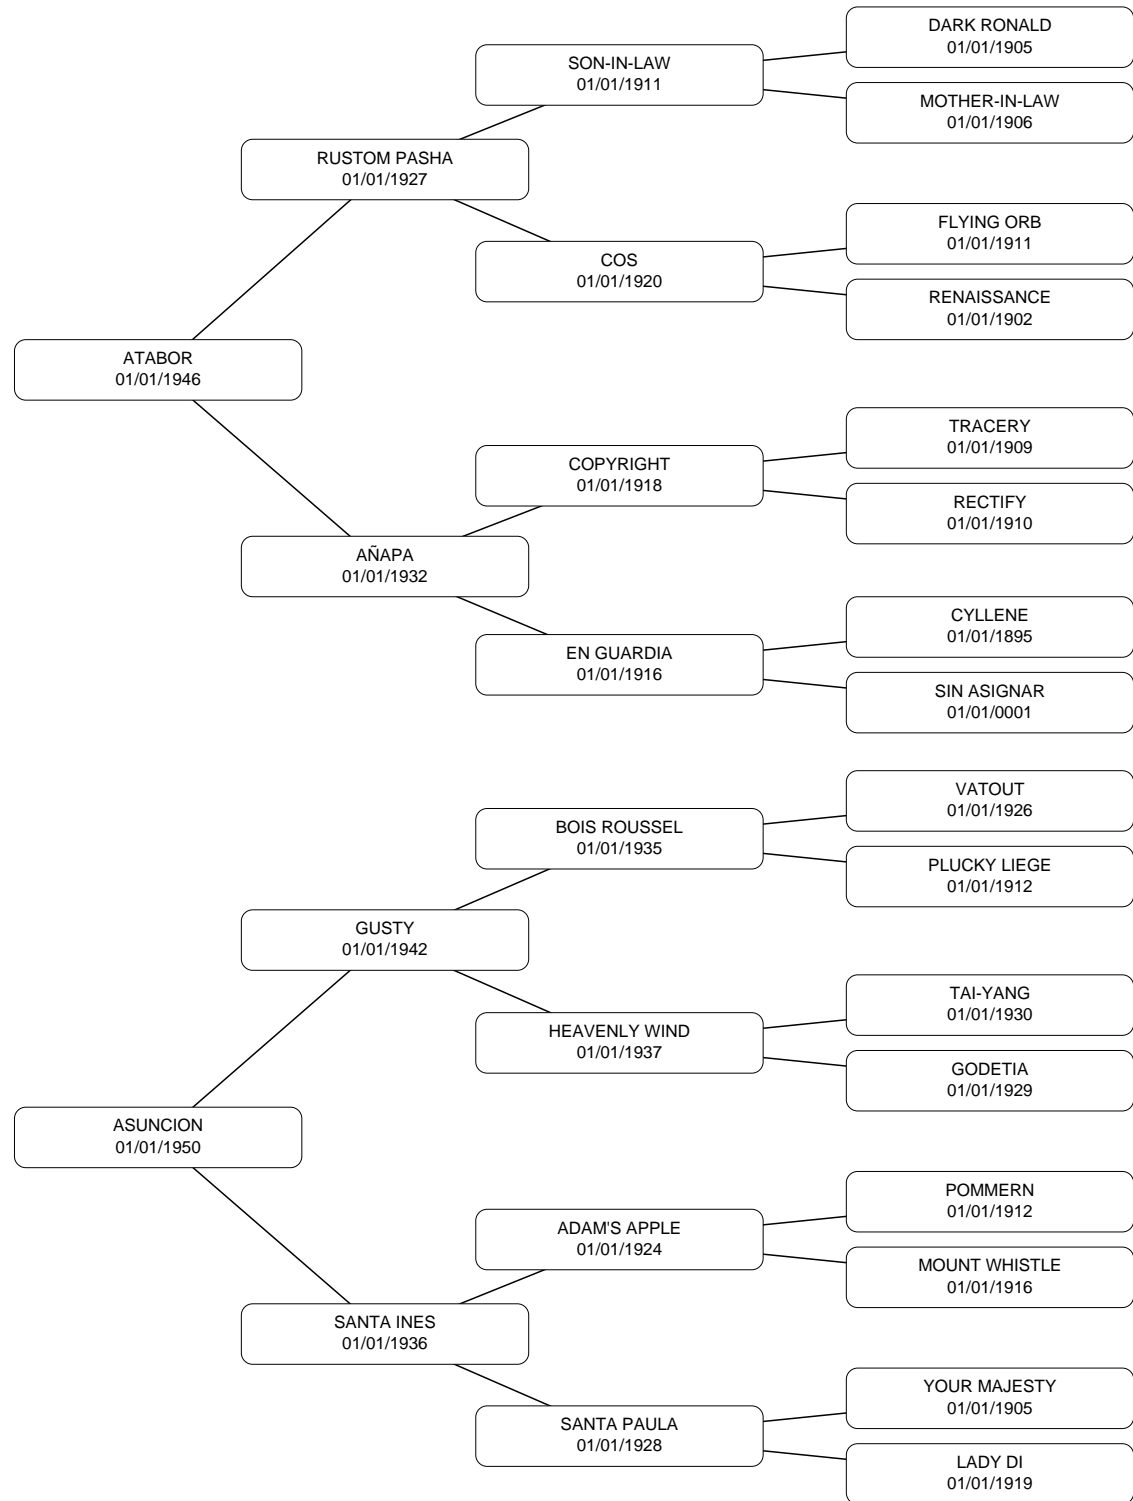 DARK RONALD
01/01/1905
SON-IN-LAW
01/01/1911
MOTHER-IN-LAW
01/01/1906
RUSTOM PASHA
01/01/1927
FLYING ORB
01/01/1911
COS
01/01/1920
RENAISSANCE
01/01/1902
ATABOR
01/01/1946
TRACERY
01/01/1909
COPYRIGHT
01/01/1918
RECTIFY
01/01/1910
AÑAPA
01/01/1932
CYLLENE
01/01/1895
EN GUARDIA
01/01/1916
SIN ASIGNAR
01/01/0001
VATOUT
01/01/1926
BOIS ROUSSEL
01/01/1935
PLUCKY LIEGE
01/01/1912
GUSTY
01/01/1942
TAI-YANG
01/01/1930
HEAVENLY WIND
01/01/1937
GODETIA
01/01/1929
ASUNCION
01/01/1950
POMMERN
01/01/1912
ADAM'S APPLE
01/01/1924
MOUNT WHISTLE
01/01/1916
SANTA INES
01/01/1936
YOUR MAJESTY
01/01/1905
SANTA PAULA
01/01/1928
LADY DI
01/01/1919